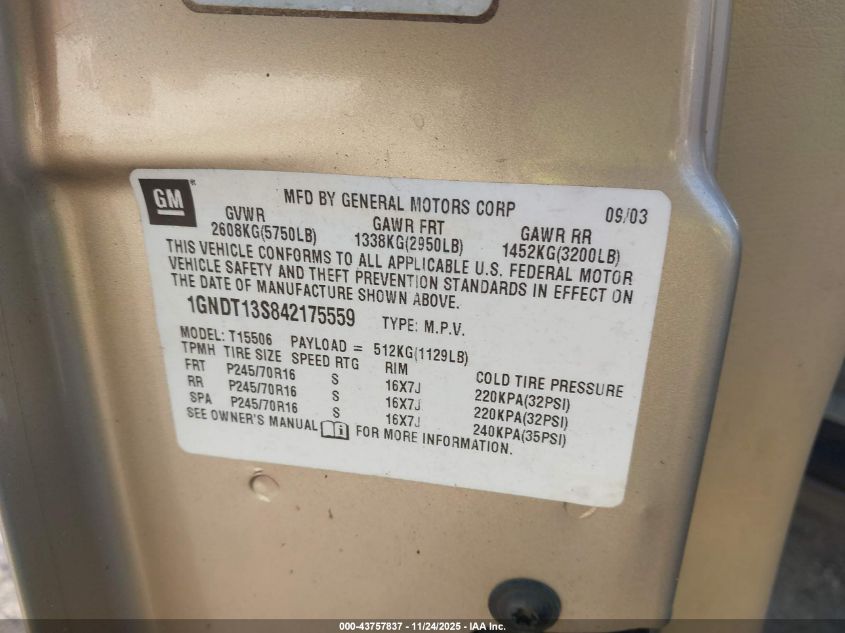 GM
MFD BY GENERAL MOTORS CORP 09/03
GVWR GAWR FRT GAWR RR
2608KG(5750LB) 1338KG(2950LB) 1452KG(3200LB)
THIS VEHICLE CONFORMS TO ALL APPLICABLE U.S. FEDERAL MOTOR
VEHICLE SAFETY AND THEFT PREVENTION STANDARDS IN EFFECT ON
THE DATE OF MANUFACTURE SHOWN ABOVE.
1GNDT13S842175559 TYPE: M.P.V.
MODEL: T15506 PAYLOAD = 512KG(1129LB)
TPMH TIRE SIZE SPEED RTG RIM COLD TIRE PRESSURE
FRT P245/70R16 S 16X7J 220KPA(32PSI)
RR P245/70R16 S 16X7J 220KPA(32PSI)
SPA P245/70R16 S 16X7J 240KPA(35PSI)
SEE OWNER'S MANUAL FOR MORE INFORMATION.
000-43757837 - 11/24/2025 - IAA Inc.